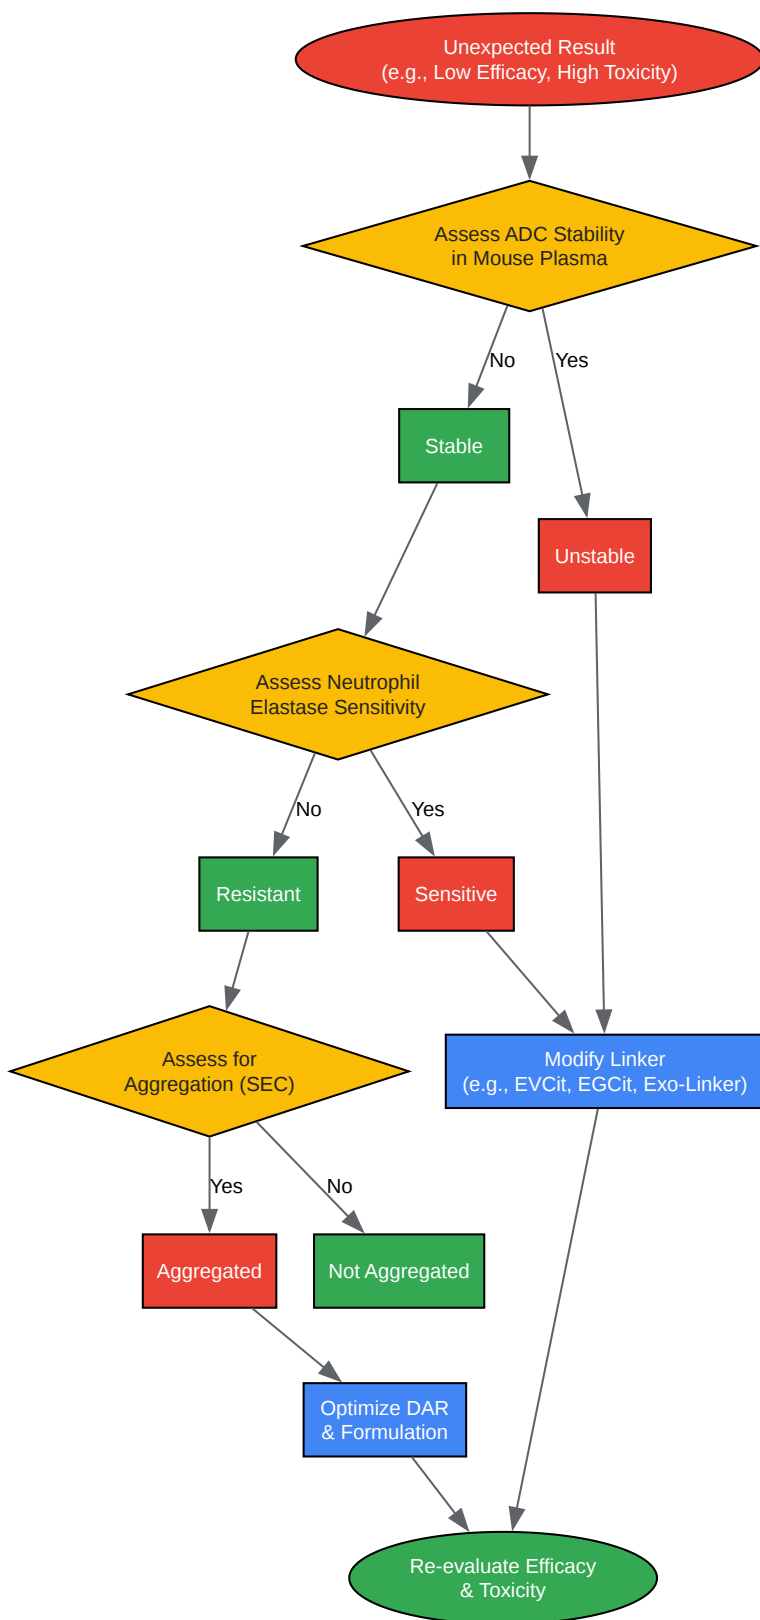 Unexpected Result
(e.g., Low Efficacy, High Toxicity)
Assess ADC Stability
in Mouse Plasma
No
Yes
Stable
Unstable
Assess Neutrophil
Elastase Sensitivity
No
Yes
Resistant
Sensitive
Assess for
Aggregation (SEC)
Modify Linker
(e.g., EVCit, EGCit, Exo-Linker)
Yes
No
Aggregated
Not Aggregated
Optimize DAR
& Formulation
Re-evaluate Efficacy
& Toxicity